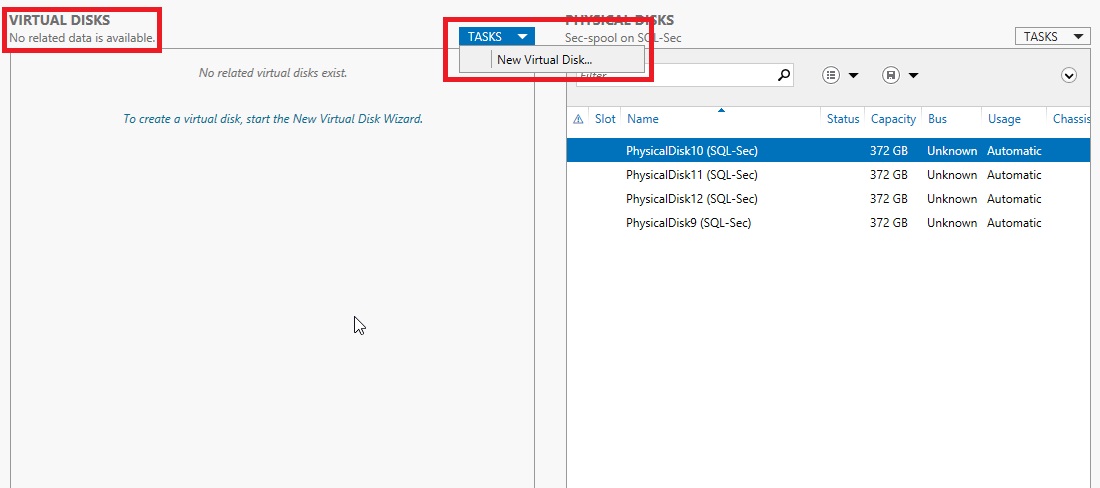 VIRTUAL DISKS
No related data is available.
TASKS
New Virtual Disk...
No related virtual disks exist.
To create a virtual disk, start the New Virtual Disk Wizard.
PHYSICAL DISKS
Sec-spool on SQL-Sec
TASKS
Filter
Slot Name Status Capacity Bus Usage Chassis
PhysicalDisk10 (SQL-Sec) 372 GB Unknown Automatic
PhysicalDisk11 (SQL-Sec) 372 GB Unknown Automatic
PhysicalDisk12 (SQL-Sec) 372 GB Unknown Automatic
PhysicalDisk9 (SQL-Sec) 372 GB Unknown Automatic